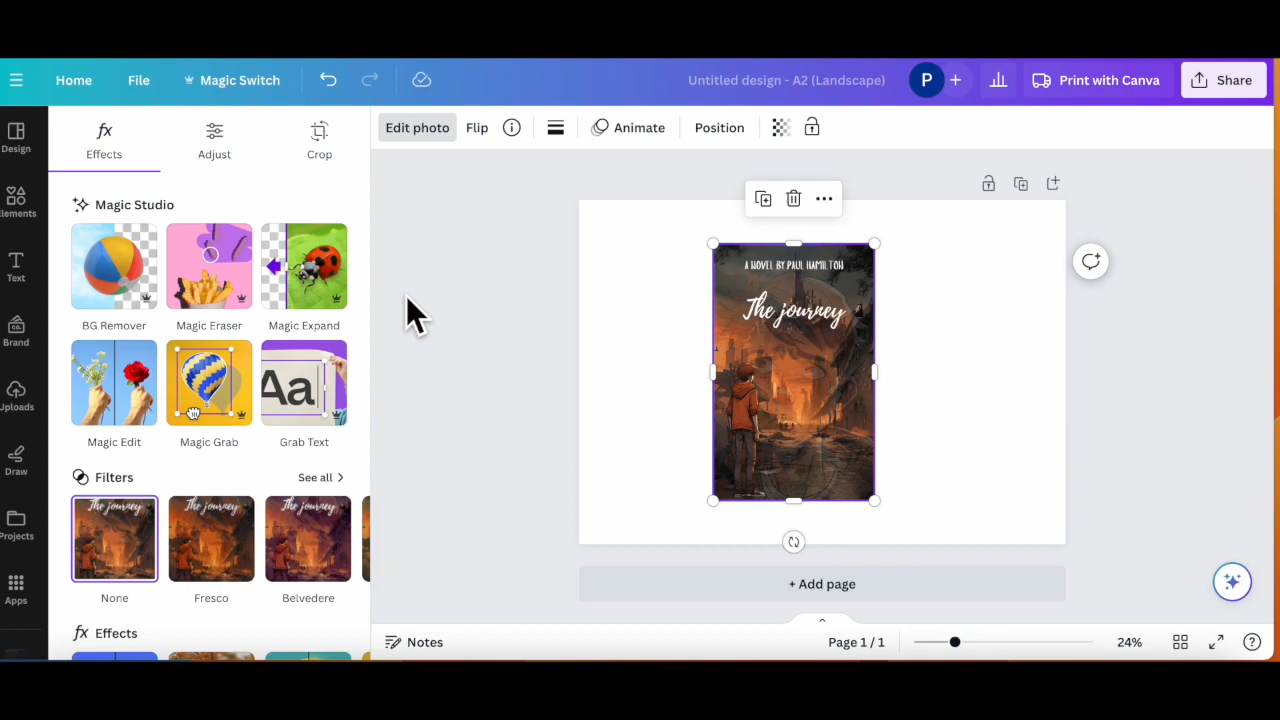 Home File Magic Switch Untitled design - A2 (Landscape) P Print with Canva Share
Design
Elements
Text
Brand
Uploads
Draw
Projects
Apps
fx
Effects Adjust Crop
Magic Studio
BG Remover Magic Eraser Magic Expand
Aa
Magic Edit Magic Grab Grab Text
Filters See all
The journey The journey The journey
None Fresco Belvedere
fx Effects
Edit photo Flip Animate Position
A NOVEL BY PAUL HAMILTON
The journey
+ Add page
Notes Page 1 / 1 24%